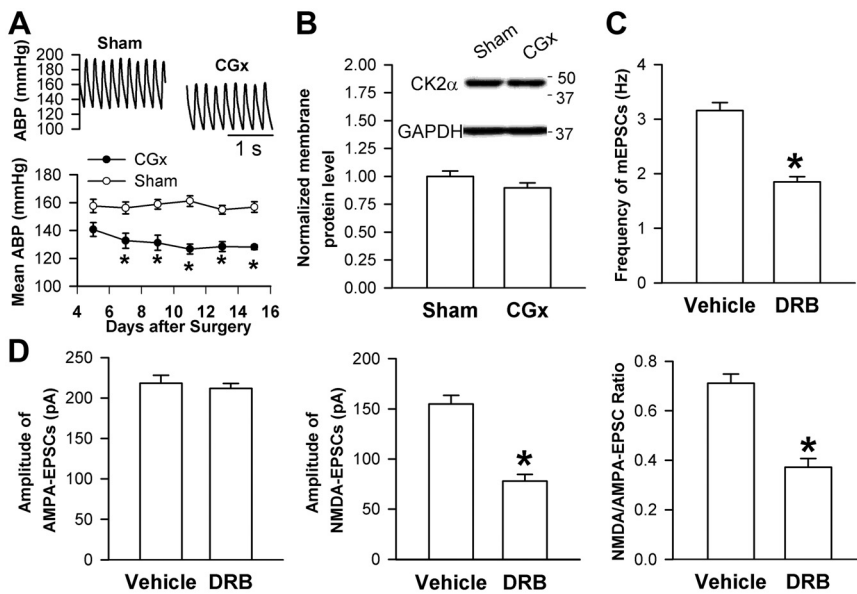 A
Sham
CGx
ABP (mmHg)
200
180
160
140
120
100
1 s
CGx
Sham
Mean ABP (mmHg)
180
160
140
120
100
4 6 8 10 12 14 16
Days after Surgery
B
Sham
CGx
CK2α
50
37
GAPDH
37
Normalized membrane
protein level
2.00
1.75
1.50
1.25
1.00
0.75
0.50
0.25
0.00
Sham CGx
C
Frequency of mEPSCs (Hz)
4
3
2
1
0
*
Vehicle DRB
* * * * *
D
Amplitude of
AMPA-EPSCs (pA)
250
200
150
100
50
0
Vehicle DRB
Amplitude of
NMDA-EPSCs (pA)
200
150
100
50
0
*
Vehicle DRB
NMDA/AMPA-EPSC Ratio
0.8
0.6
0.4
0.2
0.0
*
Vehicle DRB